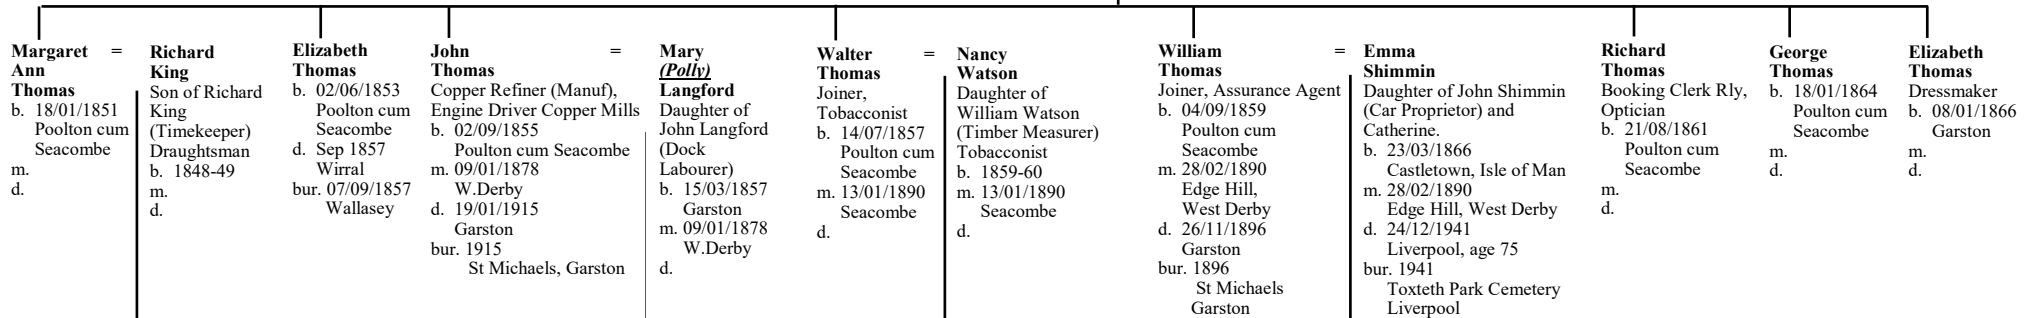 Margaret =
Ann
Thomas
b. 18/01/1851
Poolton cum
Seacombe
m.
d.
Richard
King
Son of Richard
King
(Timekeeper)
Draughtsman
b. 1848-49
m.
d.
Elizabeth
Thomas
b. 02/06/1853
Poolton cum
Seacombe
d. Sep 1857
Wirral
bur. 07/09/1857
Wallasey
John =
Thomas
Copper Refiner (Manuf),
Engine Driver Copper Mills
b. 02/09/1855
Poulton cum Seacombe
m. 09/01/1878
W.Derby
d. 19/01/1915
Garston
bur. 1915
St Michaels, Garston
Mary
(Polly)
Langford
Daughter of
John Langford
(Dock
Labourer)
b. 15/03/1857
Garston
m. 09/01/1878
W.Derby
d.
Walter =
Thomas
Joiner,
Tobacconist
b. 14/07/1857
Poulton cum
Seacombe
m. 13/01/1890
Seacombe
d.
Nancy
Watson
Daughter of
William Watson
(Timber Measurer)
Tobacconist
b. 1859-60
m. 13/01/1890
Seacombe
d.
William =
Thomas
Joiner, Assurance Agent
b. 04/09/1859
Poulton cum
Seacombe
m. 28/02/1890
Edge Hill,
West Derby
d. 26/11/1896
Garston
bur. 1896
St Michaels
Garston
Emma
Shimmin
Daughter of John Shimmin
(Car Proprietor) and
Catherine.
b. 23/03/1866
Castletown, Isle of Man
m. 28/02/1890
Edge Hill, West Derby
d. 24/12/1941
Liverpool, age 75
bur. 1941
Toxteth Park Cemetery
Liverpool
Richard
Thomas
Booking Clerk Rly,
Optician
b. 21/08/1861
Poulton cum
Seacombe
m.
d.
George
Thomas
b. 18/01/1864
Poulton cum
Seacombe
m.
d.
Elizabeth
Thomas
Dressmaker
b. 08/01/1866
Garston
m.
d.